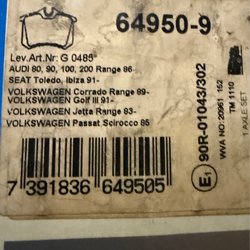 64950-9
Lev.Art.Nr: G 0485
AUDI 80, 90, 100, 200 Range 86-
SEAT Toledo, Ibiza 91-
VOLKSWAGEN Corrado Range 89-
VOLKSWAGEN Golf III 91-
VOLKSWAGEN Jetta Range 83-
VOLKSWAGEN Passat Scirocco 85
7 391836 649505
E1 90R-01043/302
WVA NO: 20961 152
TM 1110
1 AXLE SET